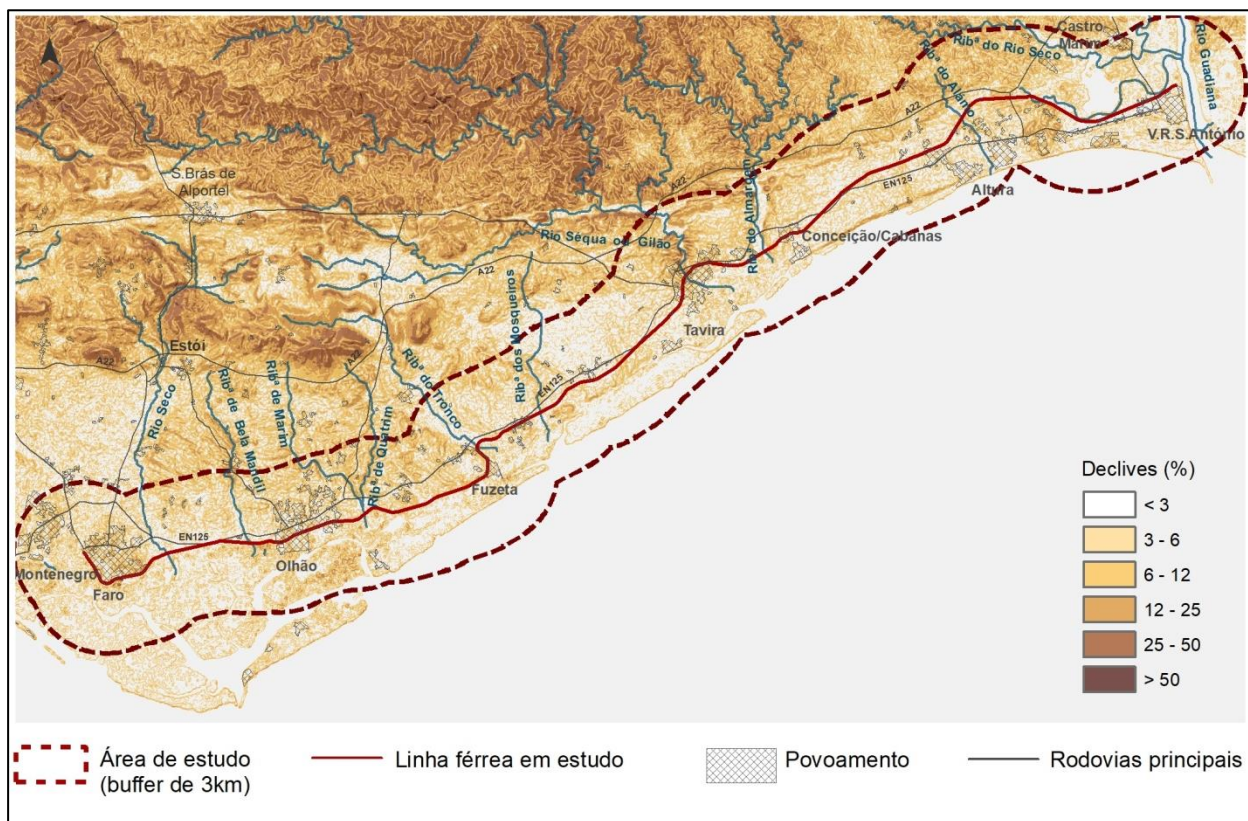 Castro
Marim
Ribª do Rio Seco
Rio Guadiana
Ribª do Álamo
A22
V.R.S.António
S.Brás de
Alportel
A22
Ribª do Almargem
EN125
Altura
Conceição/Cabanas
Rio Séqua ou Gilão
A22
Tavira
Ribª dos Mosqueiros
Estói
A22
A22
Ribª do Tronco
EN125
Rio Seco
Ribª de Bela Mandil
Ribª de Marim
Ribª de Quatrim
Fuzeta
EN125
Montenegro
Faro
Olhão
Declives (%)
< 3
3 - 6
6 - 12
12 - 25
25 - 50
> 50
Área de estudo
(buffer de 3km)
Linha férrea em estudo
Povoamento
Rodovias principais